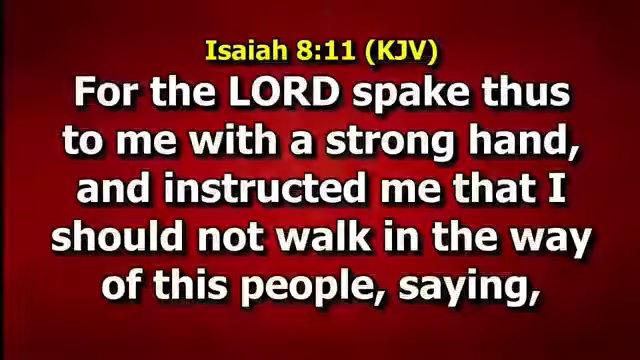 Isaiah 8:11 (KJV)
For the LORD spake thus
to me with a strong hand,
and instructed me that I
should not walk in the way
of this people, saying,